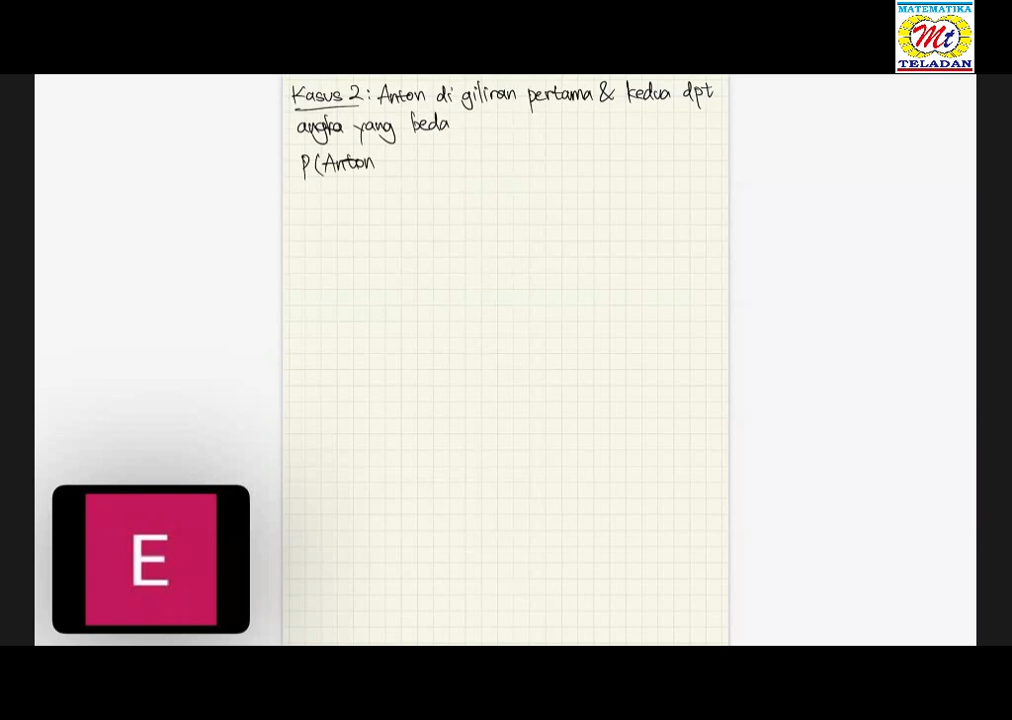 MATEMATIKA
Mt
TELADAN
Kasus 2: Anton di giliran pertama & kedua dpt
angka yang beda
P(Anton
E